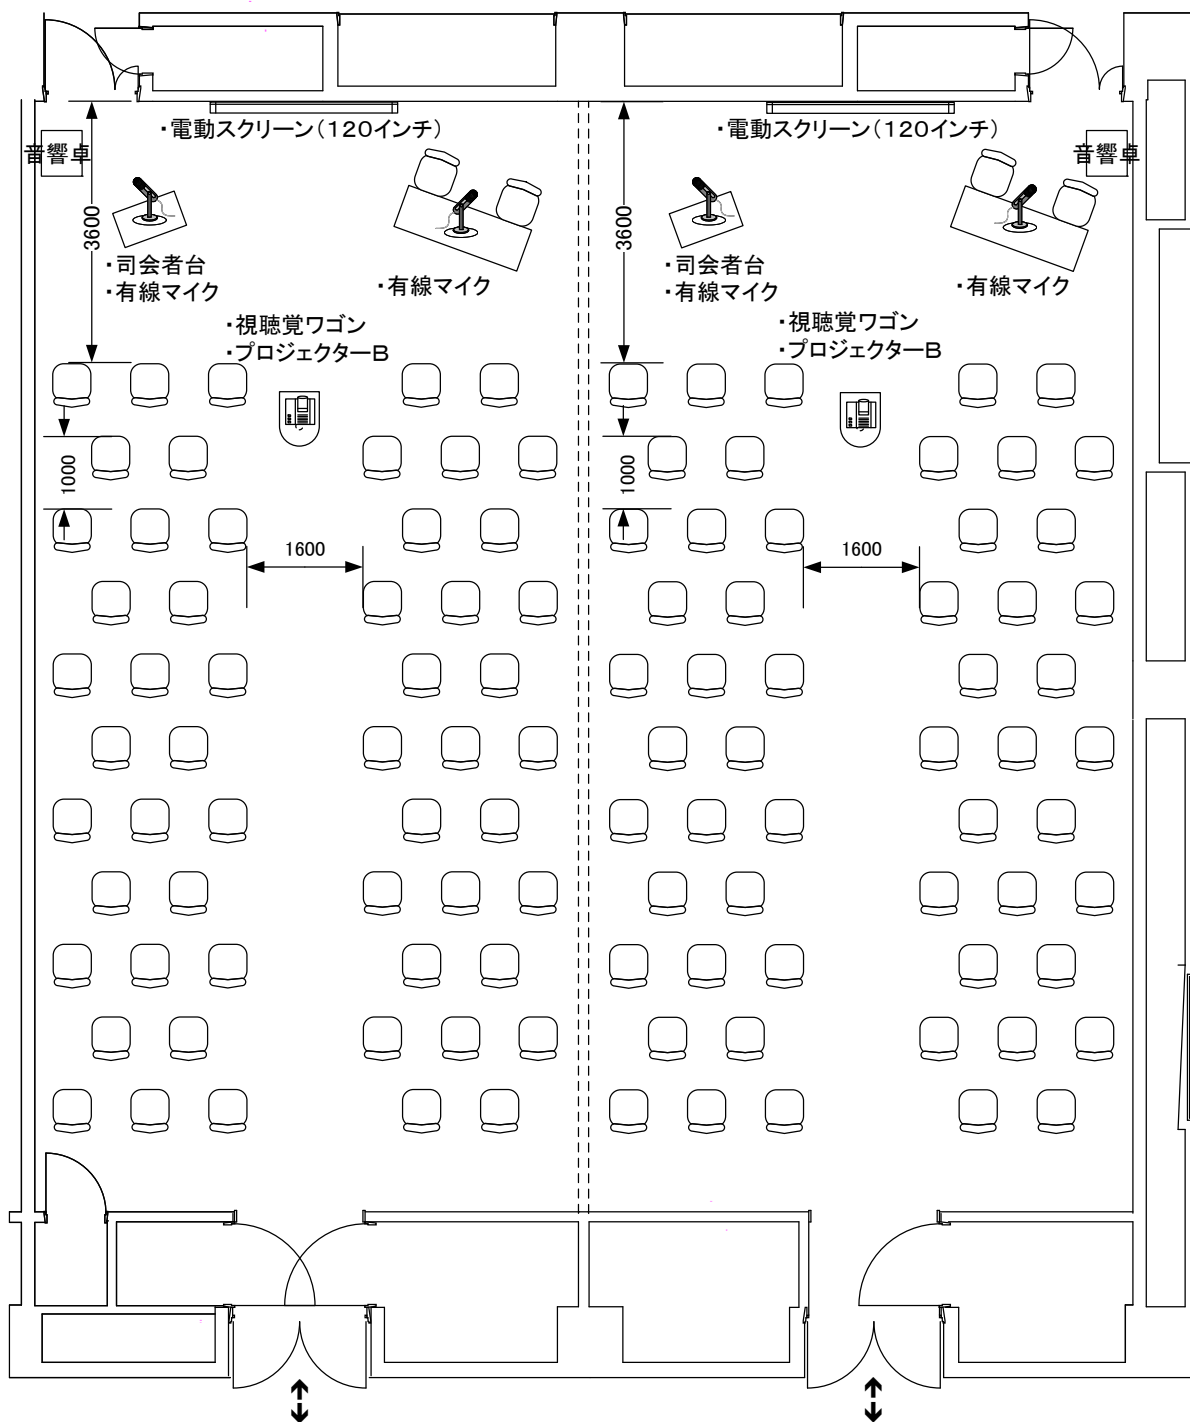 ・電動スクリーン（120インチ）
・電動スクリーン（120インチ）
音響卓
音響卓
3600
3600
・司会者台
・有線マイク
・有線マイク
・司会者台
・有線マイク
・有線マイク
・視聴覚ワゴン
・プロジェクターB
・視聴覚ワゴン
・プロジェクターB
1000
1000
1600
1600